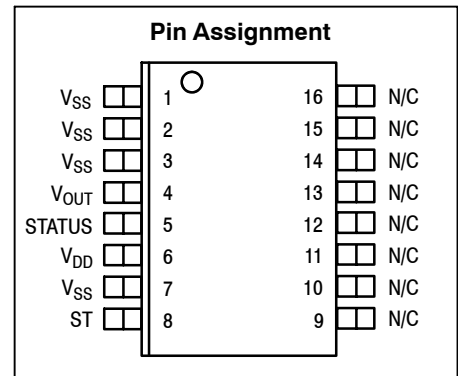 Pin Assignment
VSS 1 16 N/C
VSS 2 15 N/C
VSS 3 14 N/C
VOUT 4 13 N/C
STATUS 5 12 N/C
VDD 6 11 N/C
VSS 7 10 N/C
ST 8 9 N/C